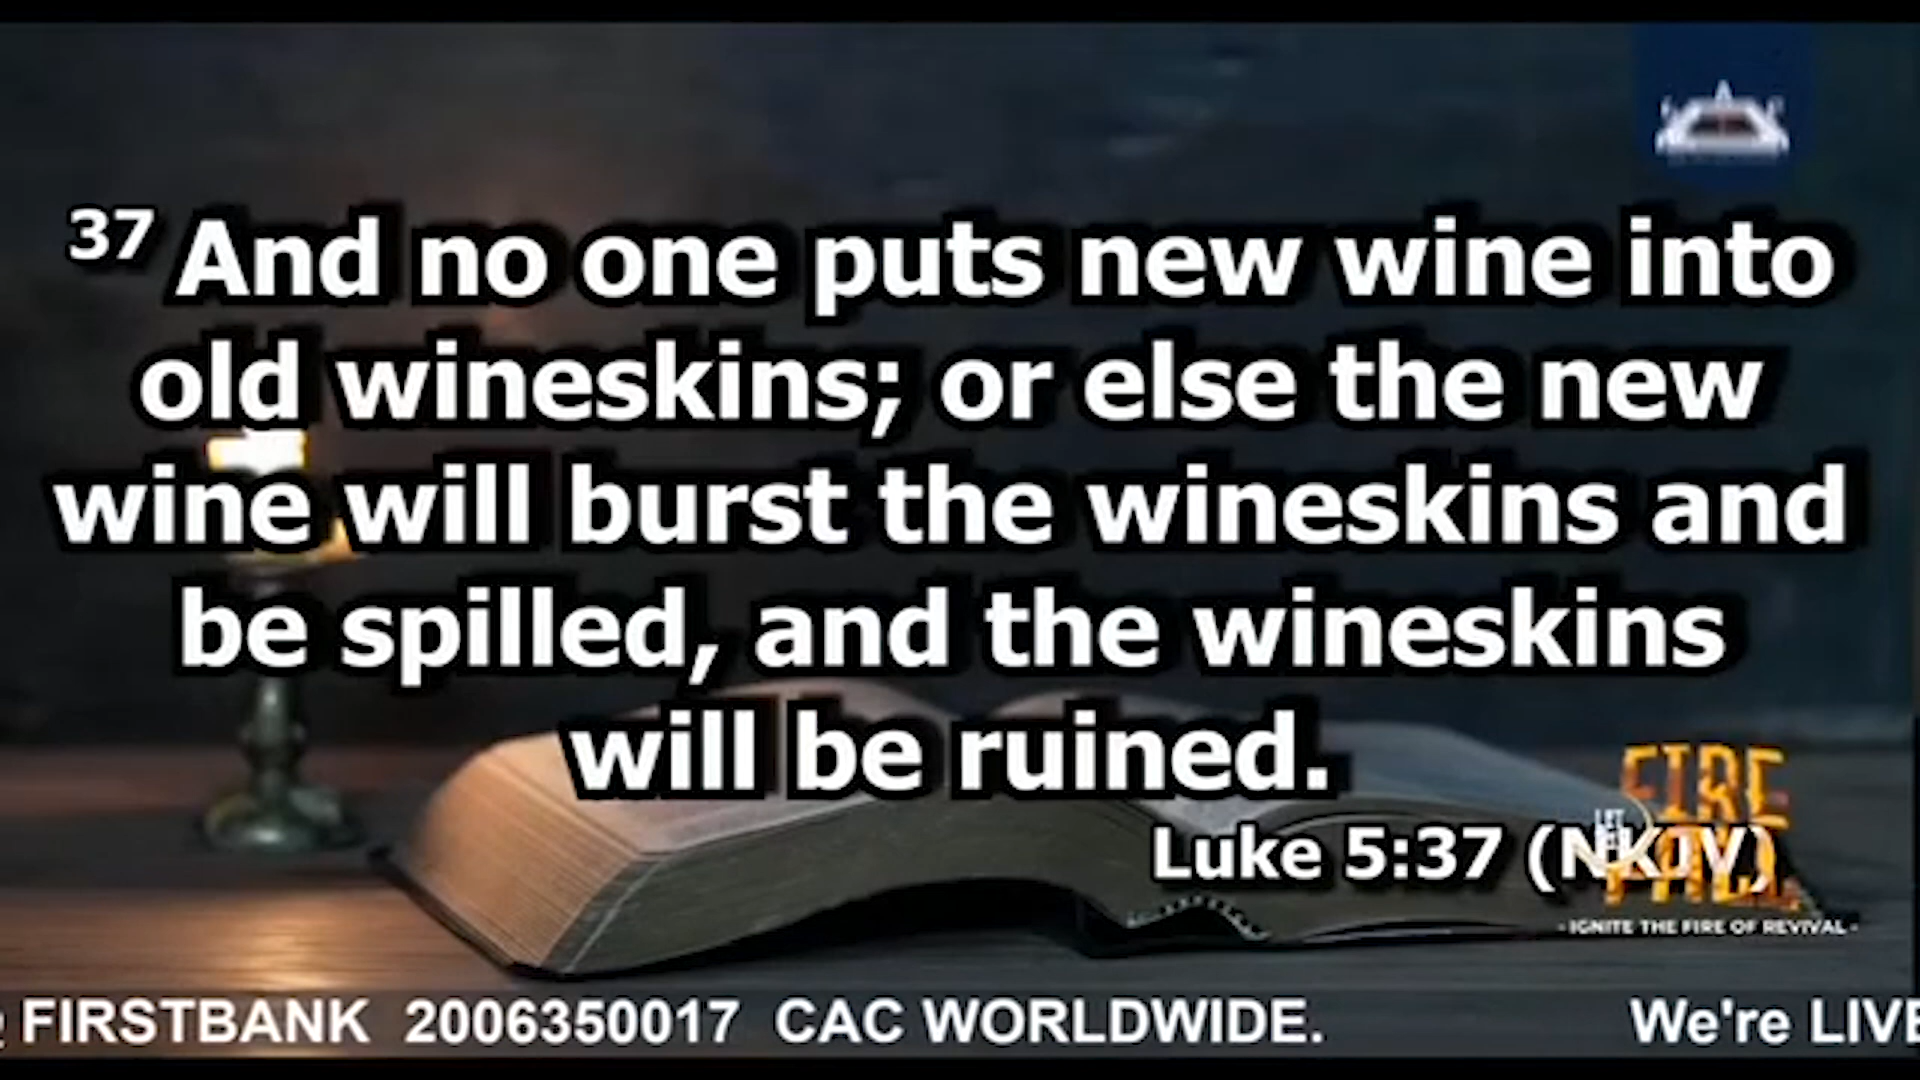 37 And no one puts new wine into
old wineskins; or else the new
wine will burst the wineskins and
be spilled, and the wineskins
will be ruined.
Luke 5:37 (NKJV)
LET
FIRE
FALL
- IGNITE THE FIRE OF REVIVAL -
FIRSTBANK 2006350017 CAC WORLDWIDE. We're LIVE